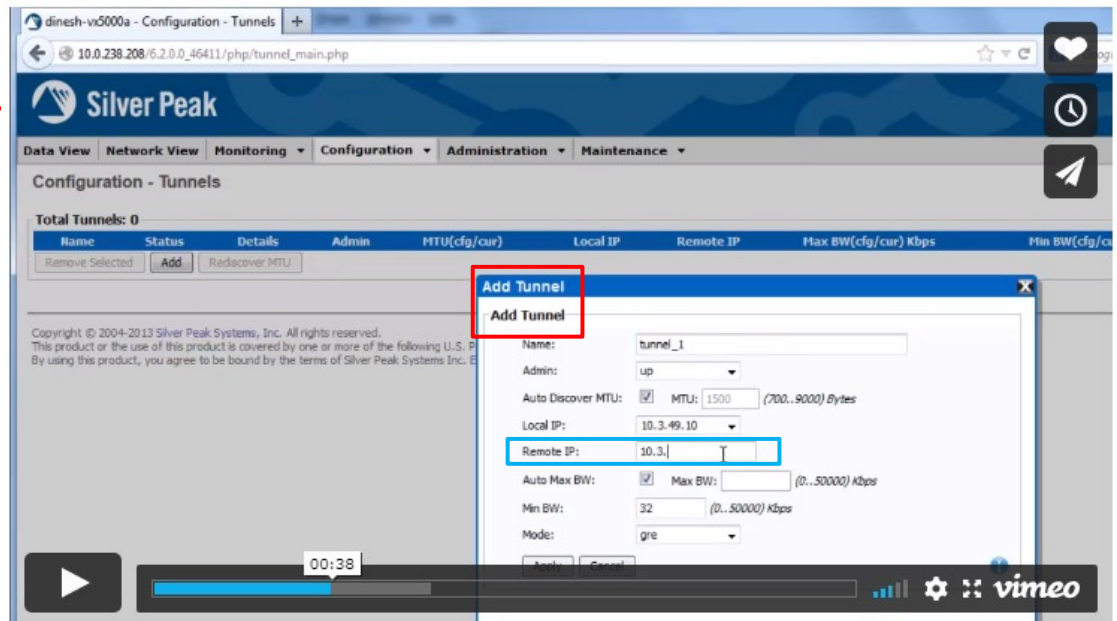 dinesh-vx5000a - Configuration - Tunnels +
10.0.238.208/6.2.0.0_46411/php/tunnel_main.php
Silver Peak
Data View Network View Monitoring Configuration Administration Maintenance
Configuration - Tunnels
Total Tunnels: 0
Name Status Details Admin MTU(cfg/cur) Local IP Remote IP Max BW(cfg/cur) Kbps Min BW(cfg/cu
Remove Selected Add Rediscover MTU
Add Tunnel
Add Tunnel
Copyright © 2004-2013 Silver Peak Systems, Inc. All rights reserved.
This product or the use of this product is covered by one or more of the following U.S. P
By using this product, you agree to be bound by the terms of Silver Peak Systems Inc. E
Name: tunnel_1
Admin: up
Auto Discover MTU: MTU: 1500 (700..9000) Bytes
Local IP: 10.3.49.10
Remote IP: 10.3.
Auto Max BW: Max BW: (0..50000) Kbps
Min BW: 32 (0..50000) Kbps
Mode: gre
Apply Cancel
00:38
vimeo